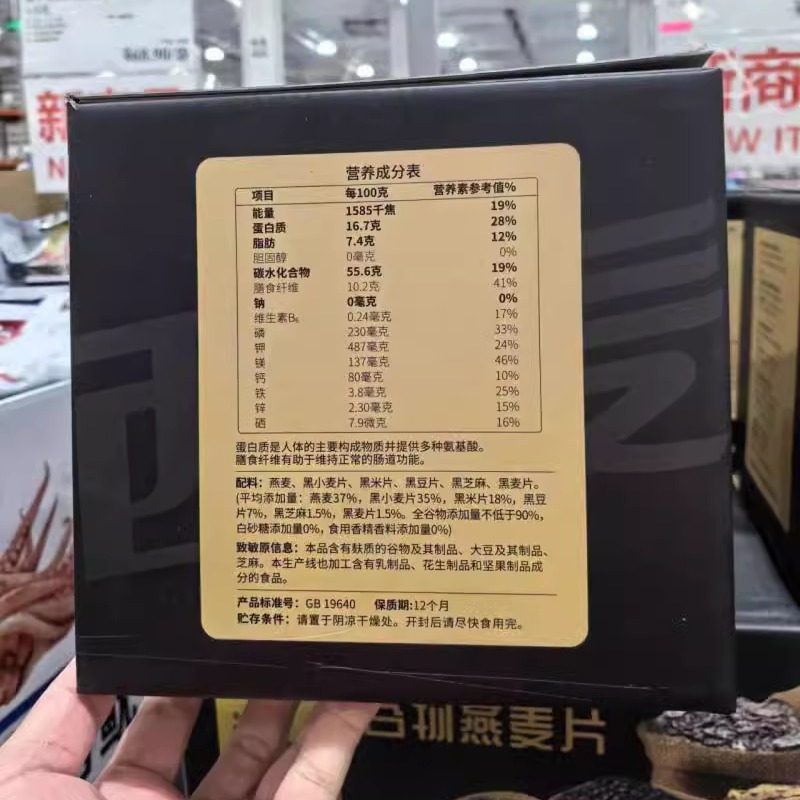 新
商
N
W IT
营养成分表
项目 每100克 营养素参考值%
能量 1585千焦 19%
蛋白质 16.7克 28%
脂肪 7.4克 12%
胆固醇 0毫克 0%
碳水化合物 55.6克 19%
膳食纤维 10.2克 41%
钠 0毫克 0%
维生素B₆ 0.24毫克 17%
磷 230毫克 33%
钾 487毫克 24%
镁 137毫克 46%
钙 80毫克 10%
铁 3.8毫克 25%
锌 2.30毫克 15%
硒 7.9微克 16%
蛋白质是人体的主要构成物质并提供多种氨基酸。
膳食纤维有助于维持正常的肠道功能。
配料：燕麦、黑小麦片、黑米片、黑豆片、黑芝麻、黑麦片。
(平均添加量：燕麦37%，黑小麦片35%，黑米片18%，黑豆
片7%，黑芝麻1.5%，黑麦片1.5%。全谷物添加量不低于90%，
白砂糖添加量0%，食用香精香料添加量0%)
致敏原信息：本品含有麸质的谷物及其制品、大豆及其制品、
芝麻。本生产线也加工含有乳制品、花生制品和坚果制品成
分的食品。
产品标准号：GB 19640 保质期:12个月
贮存条件：请置于阴凉干燥处。开封后请尽快食用完。
燕麦片